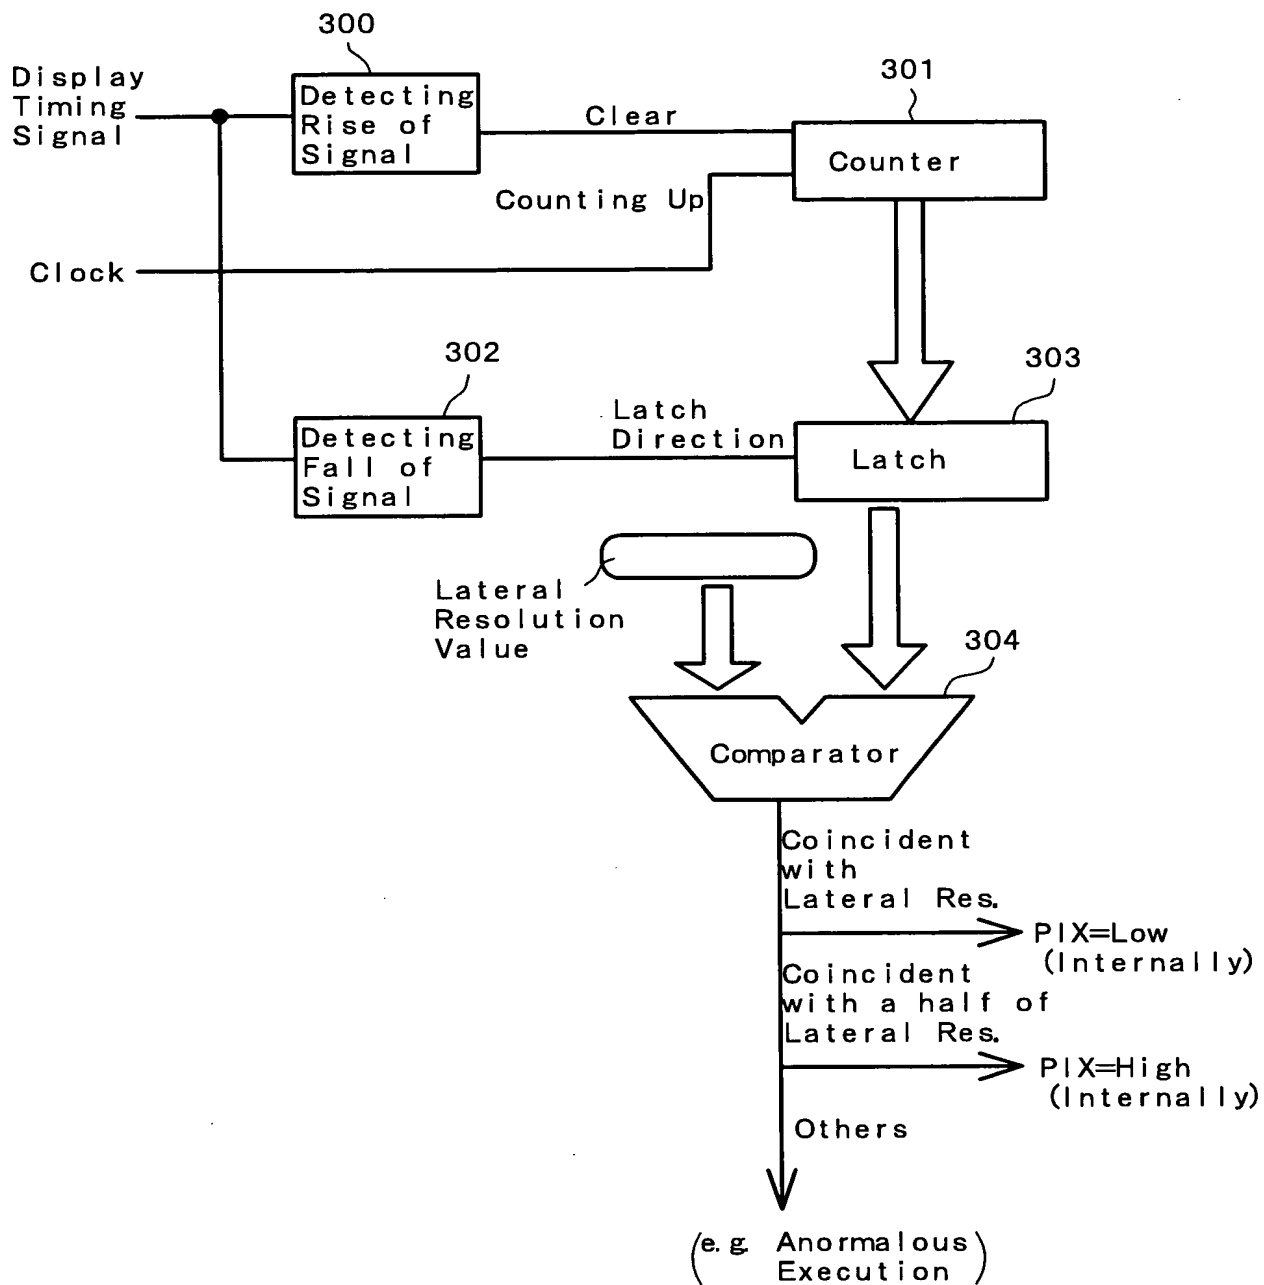 300
Display
Timing
Signal
Detecting
Rise of
Signal
Clear
301
Counter
Counting Up
Clock
302
Detecting
Fall of
Signal
Latch
Direction
303
Latch
Lateral
Resolution
Value
304
Comparator
Coincident
with
Lateral Res.
PIX=Low
(Internally)
Coincident
with a half of
Lateral Res.
PIX=High
(Internally)
Others
(e.g. Anormalous
Execution)